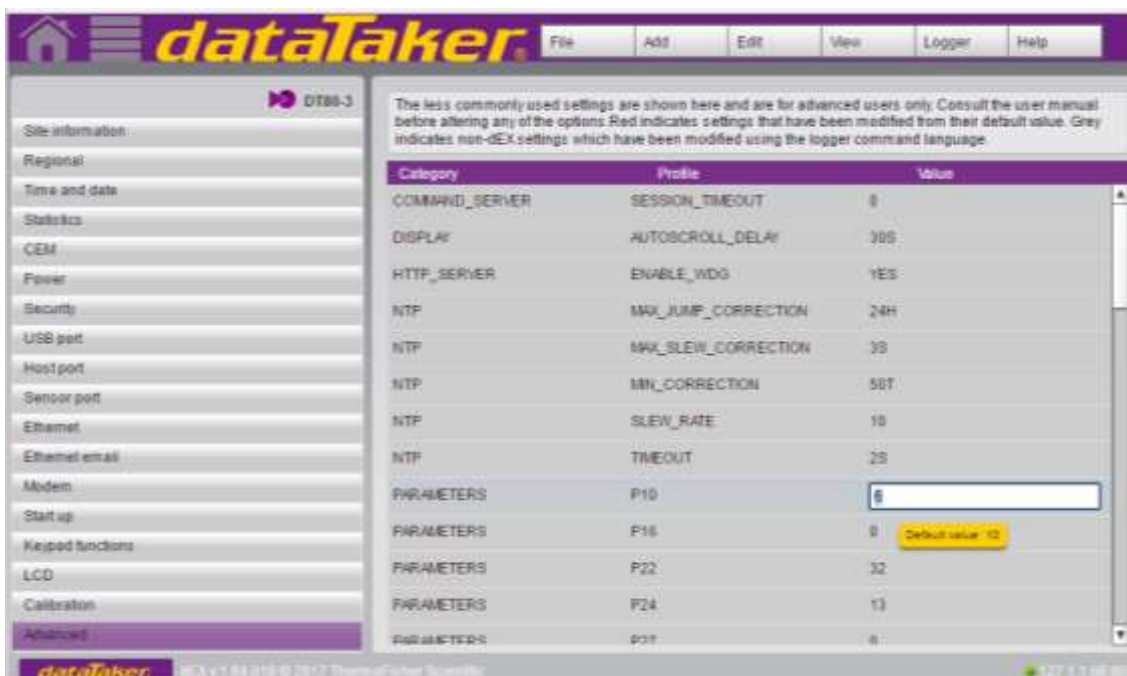 dataTaker
File Add Edit View Logger Help
DT80-3
Site information
Regional
Time and date
Statistics
CEM
Power
Security
USB port
Host port
Sensor port
Ethernet
Ethernet email
Modem
Start up
Keypad functions
LCD
Calibration
Advanced
The less commonly used settings are shown here and are for advanced users only. Consult the user manual
before altering any of the options.Red indicates settings that have been modified from their default value. Grey
indicates non-dEX settings which have been modified using the logger command language.
Category Profile Value
COMMAND_SERVER SESSION_TIMEOUT 0
DISPLAY AUTOSCROLL_DELAY 30S
HTTP_SERVER ENABLE_WDG YES
NTP MAX_JUMP_CORRECTION 24H
NTP MAX_SLEW_CORRECTION 3S
NTP MIN_CORRECTION 50T
NTP SLEW_RATE 10
NTP TIMEOUT 2S
PARAMETERS P10 6
PARAMETERS P16 0
Default value
PARAMETERS P22 32
PARAMETERS P24 13
PARAMETERS P27 0
dataTaker
2017 ThermoFisher Scientific